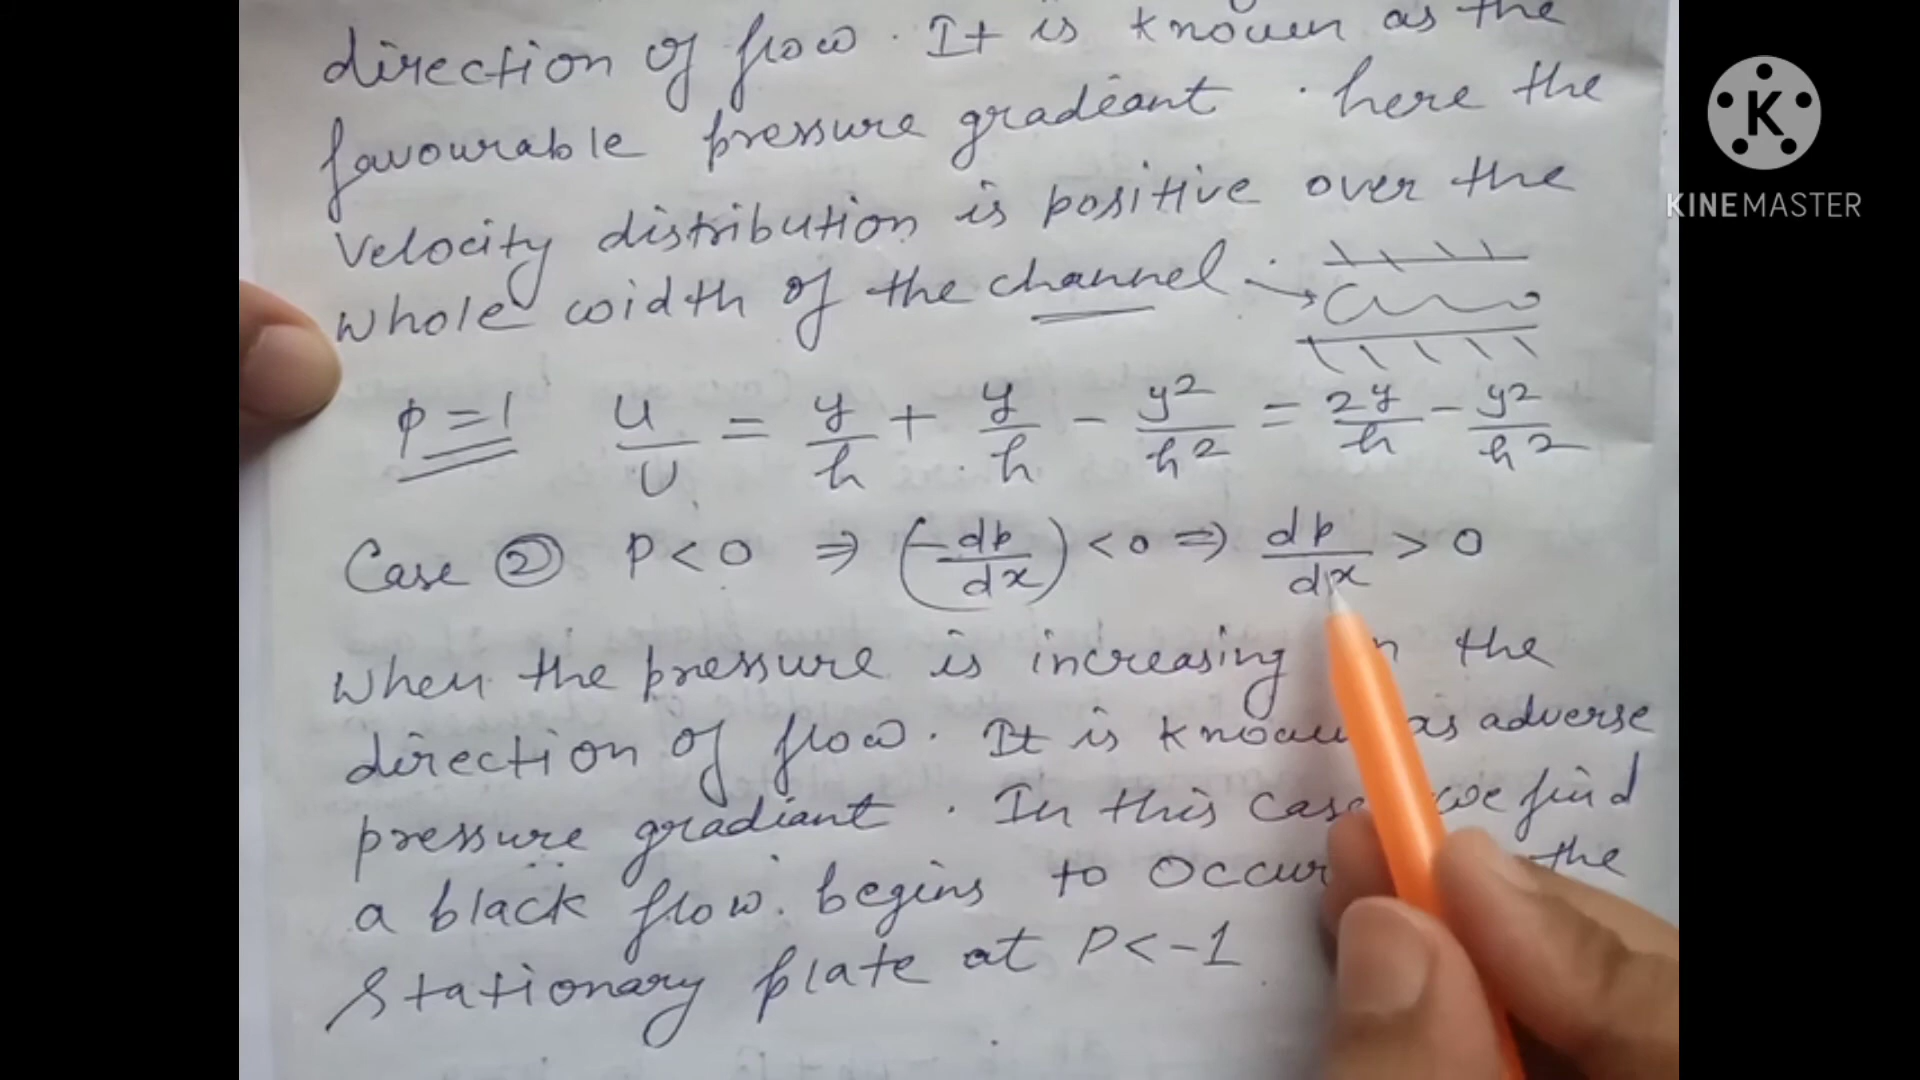 direction of flow. It is known as the
favourable pressure gradéant. here the
Velocity distribution is positive over the
whole width of the channel.
P=1 u/U = y/h + y/h - y²/h² = 2y/h - y²/h²
Case ② P<0 ⇒ (-dp/dx) <0 ⇒ dp/dx > 0
when the pressure is increasing n the
direction of flow. It is known as adverse
pressure gradiant. In this case we find
a black flow. begins to occur the
stationary plate at P<-1
K
KINEMASTER